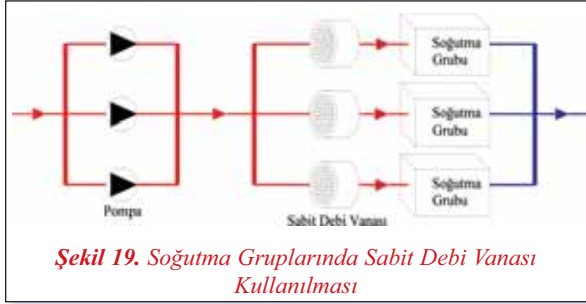 Soğutma
Grubu
Soğutma
Grubu
Soğutma
Grubu
Pompa
Sabit Debi Vanası
Şekil 19. Soğutma Gruplarında Sabit Debi Vanası
Kullanılması